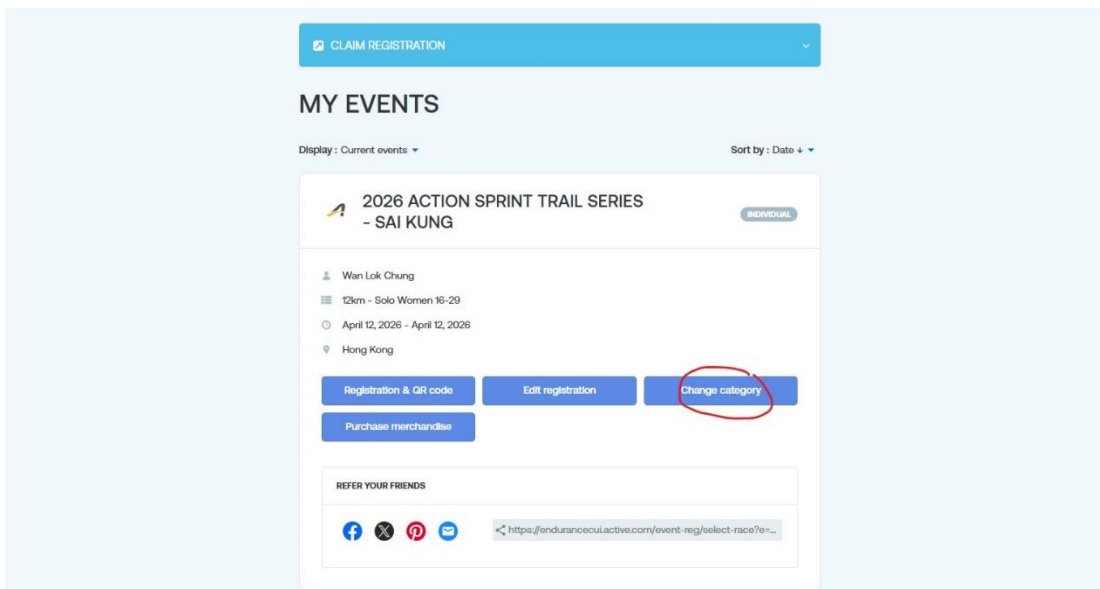 CLAIM REGISTRATION
MY EVENTS
Display : Current events
Sort by : Date ↓
2026 ACTION SPRINT TRAIL SERIES
- SAI KUNG
INDIVIDUAL
Wan Lok Chung
12km - Solo Women 16-29
April 12, 2026 - April 12, 2026
Hong Kong
Registration & QR code
Edit registration
Change category
Purchase merchandise
REFER YOUR FRIENDS
https://endurancecui.active.com/event-reg/select-race?e=...